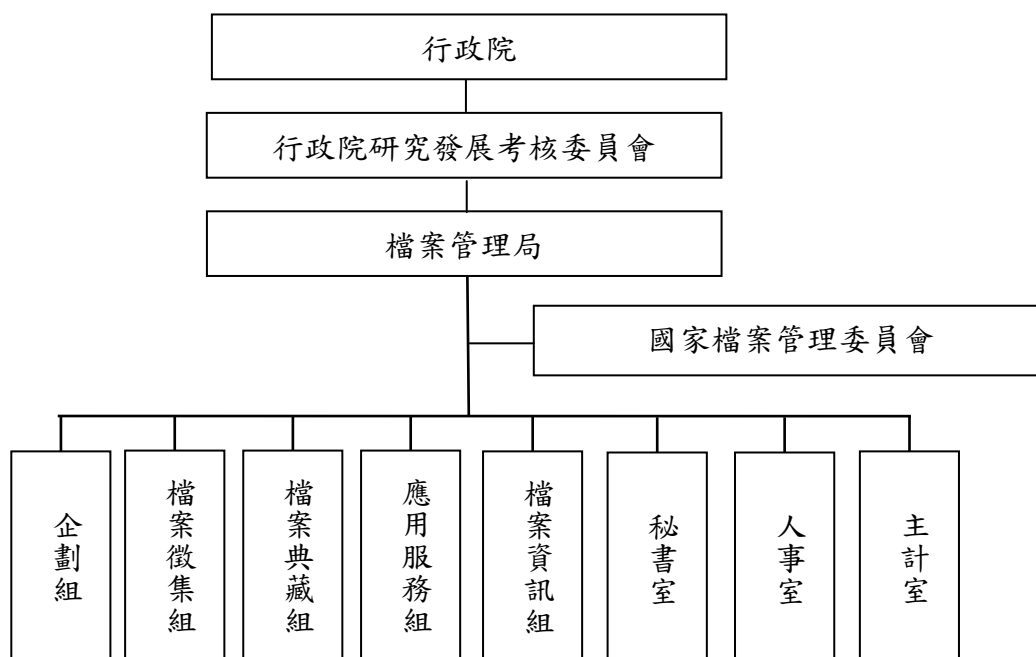 行政院
行政院研究發展考核委員會
檔案管理局
國家檔案管理委員會
企劃組
檔案徵集組
檔案典藏組
應用服務組
檔案資訊組
秘書室
人事室
主計室